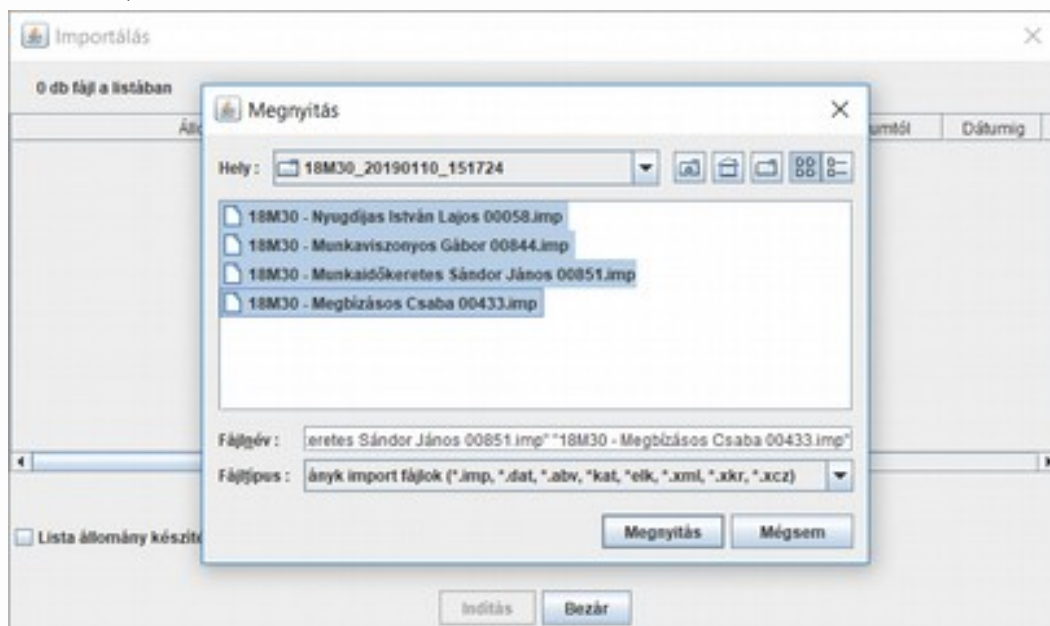 Importálás
0 db fájl a listában
Megnyitás
umtól
Dátumig
Hely :
18M30_20190110_151724
18M30 - Nyugdíjas István Lajos 00058.imp
18M30 - Munkaviszonyos Gábor 00844.imp
18M30 - Munkaidőkeretes Sándor János 00851.imp
18M30 - Megbízásos Csaba 00433.imp
Fájlnév :
.eretes Sándor János 00851.imp" "18M30 - Megbízásos Csaba 00433.imp"
Fájltípus :
ányk import fájlok (*.imp, *.dat, *.abv, *kat, *elk, *.xml, *.xkr, *.xcz)
Lista állomány készíté
Megnyitás
Mégsem
Indítás
Bezár